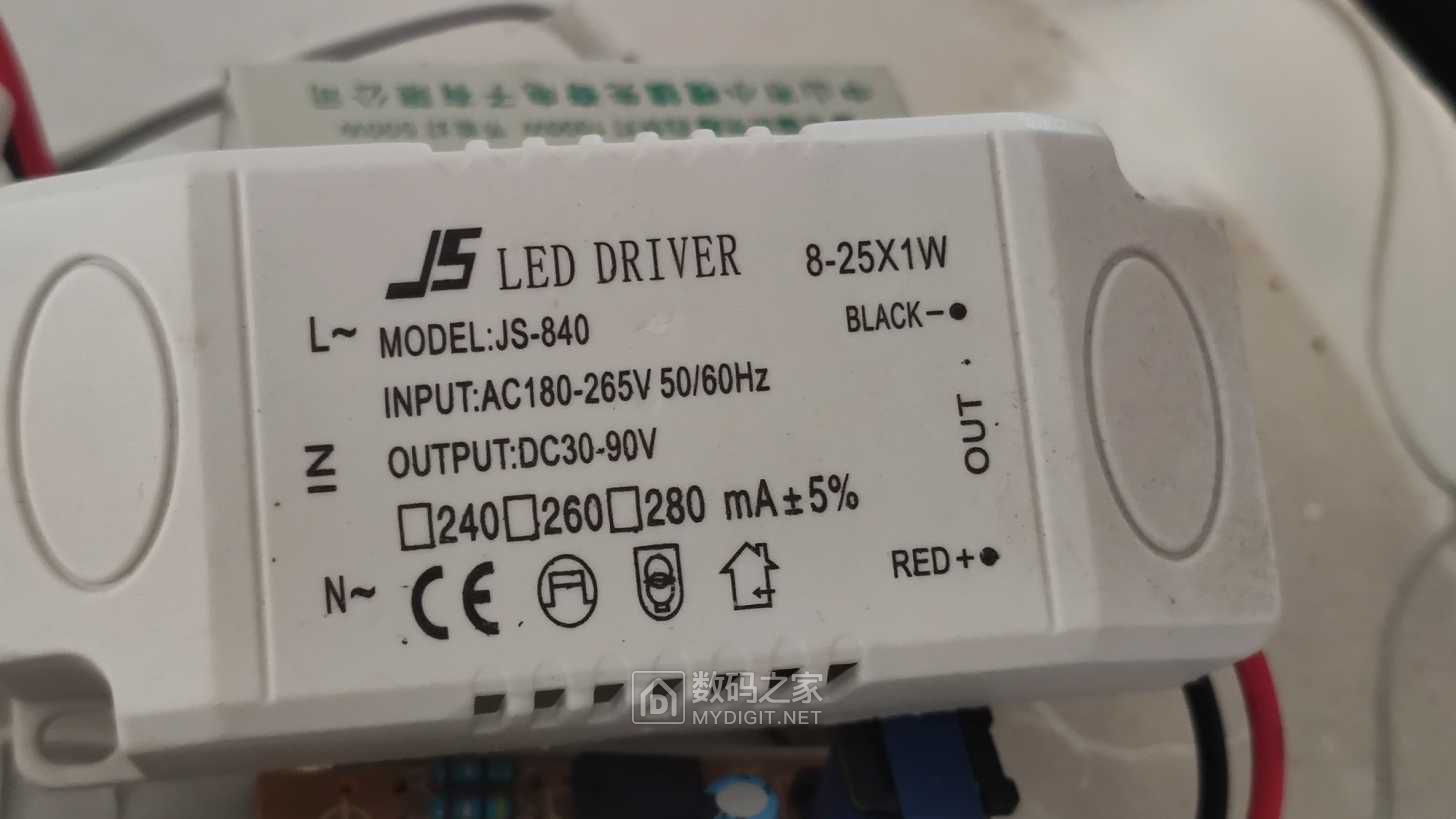 JS LED DRIVER 8-25X1W
L~ MODEL:JS-840 BLACK－●
INPUT:AC180-265V 50/60Hz
IN OUTPUT:DC30-90V OUT
□240□260□280 mA±5%
N~ CE RED+●
数码之家
MYDIGIT.NET